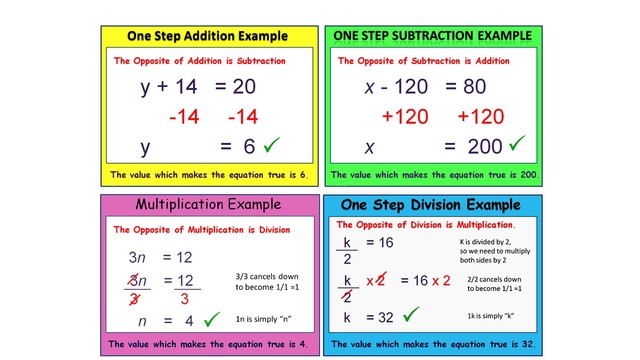 One Step Addition Example
The Opposite of Addition is Subtraction
y + 14 = 20
-14 -14
y = 6 ✓
The value which makes the equation true is 6.
ONE STEP SUBTRACTION EXAMPLE
The Opposite of Subtraction is Addition
x - 120 = 80
+120 +120
x = 200 ✓
The value which makes the equation true is 200.
Multiplication Example
The Opposite of Multiplication is Division
3n = 12
3n = 12
3 3
3/3 cancels down
to become 1/1 =1
n = 4 ✓
1n is simply “n”
The value which makes the equation true is 4.
One Step Division Example
The Opposite of Division is Multiplication.
k = 16
2
K is divided by 2,
so we need to multiply
both sides by 2
k x 2 = 16 x 2
2
2/2 cancels down
to become 1/1 =1
k = 32 ✓
1k is simply “k”
The value which makes the equation true is 32.